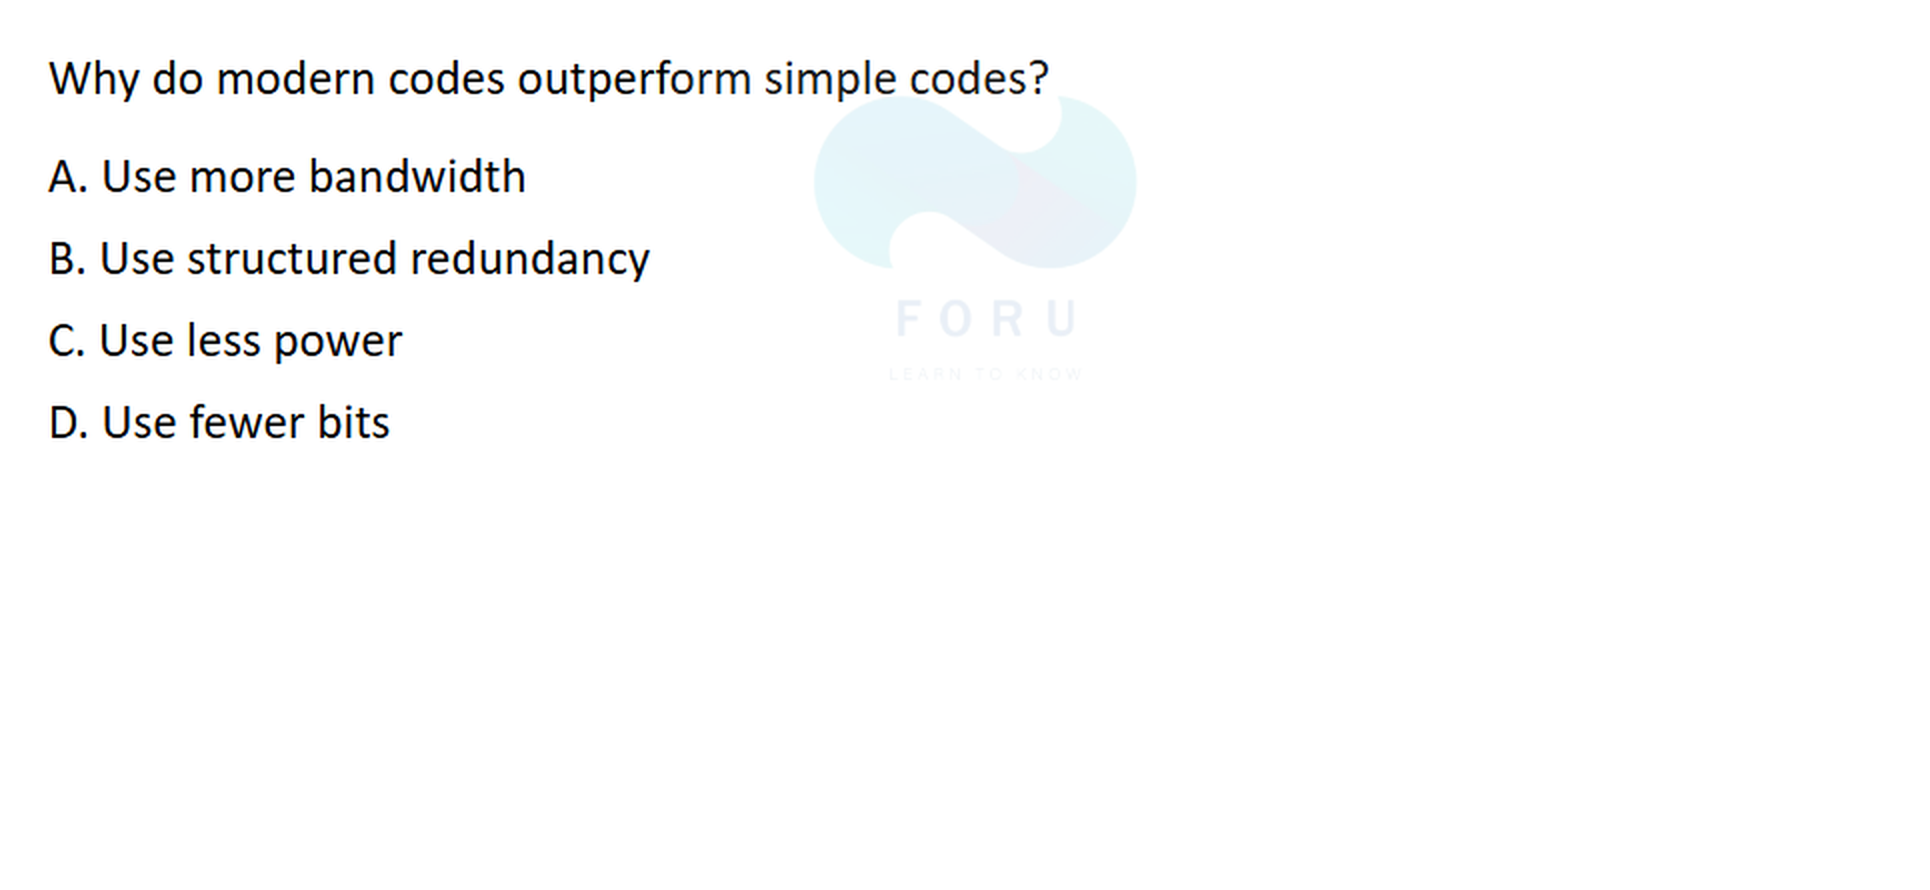 Why do modern codes outperform simple codes?
A. Use more bandwidth
B. Use structured redundancy
C. Use less power
D. Use fewer bits
FORU
LEARN TO KNOW